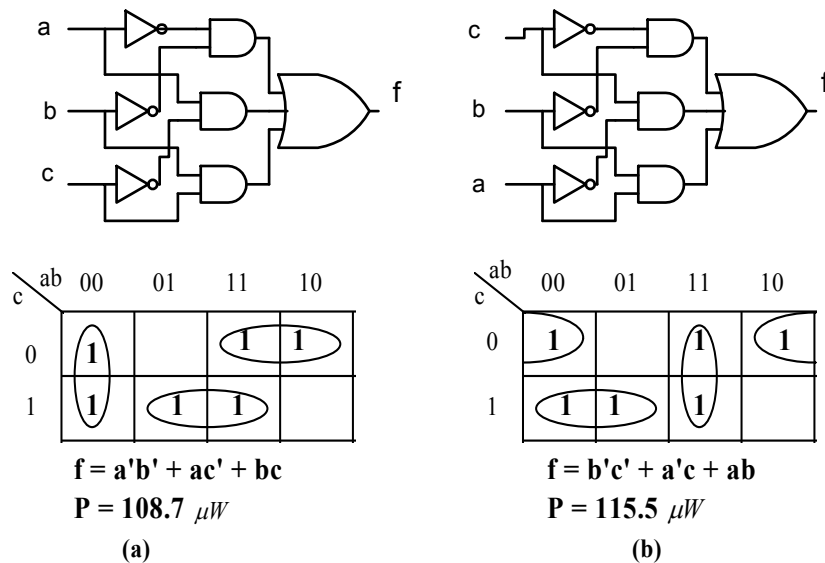 a
b
c
f
c
b
a
f
ab
c
00 01 11 10
0
1
1 1 1
1 1 1
f = a'b' + ac' + bc
P = 108.7 μW
(a)
ab
c
00 01 11 10
0
1
1 1 1
1 1 1
f = b'c' + a'c + ab
P = 115.5 μW
(b)